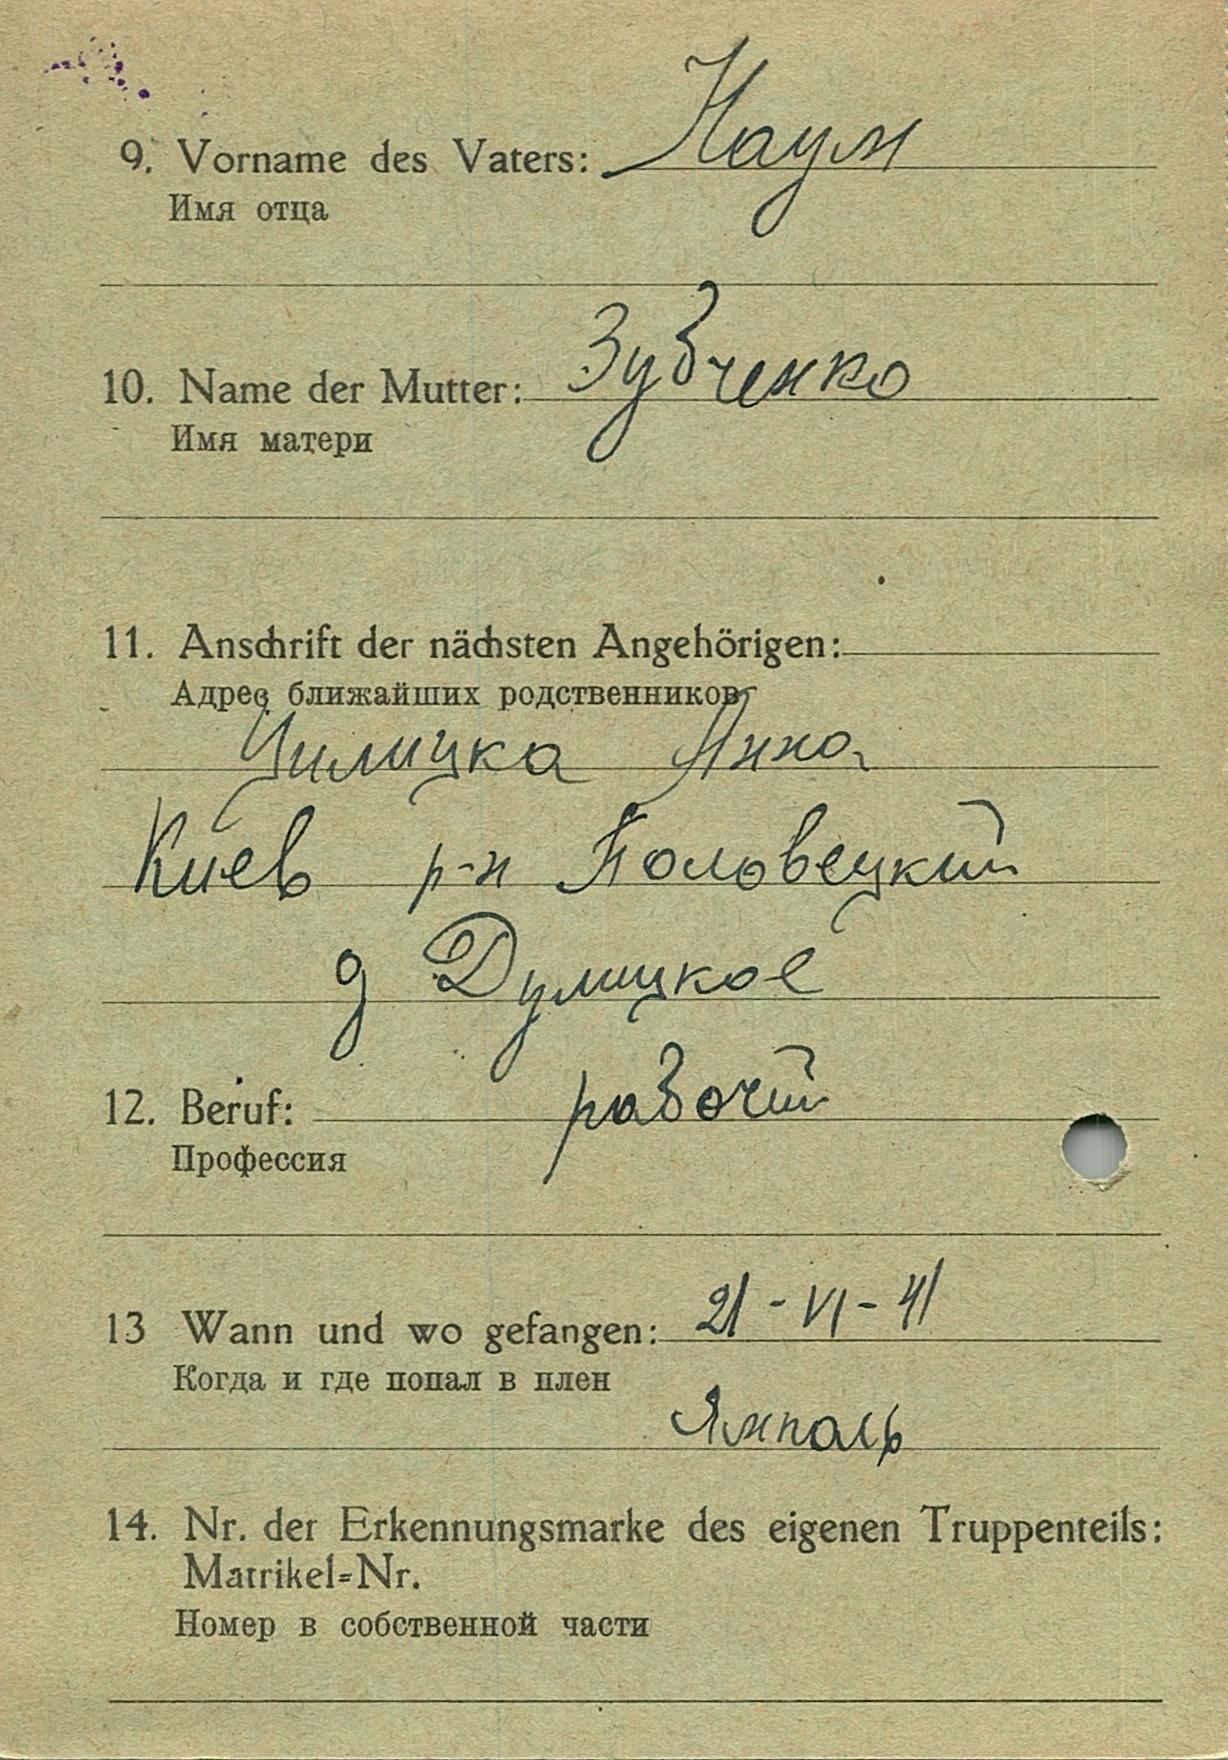 9. Vorname des Vaters: Наум
Имя отца
10. Name der Mutter: Зубченко
Имя матери
11. Anschrift der nächsten Angehörigen:
Адрес ближайших родственников
Анна
Киев р-н Половецкий
д Думицкое
12. Beruf: рабочий
Профессия
13 Wann und wo gefangen: 21-VI-41
Когда и где попал в плен
Ямполь
14. Nr. der Erkennungsmarke des eigenen Truppenteils:
Matrikel=Nr.
Номер в собственной части